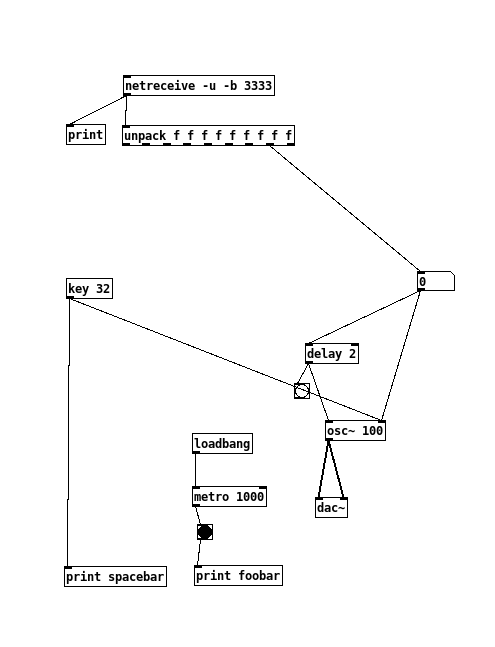 netreceive -u -b 3333
print
unpack f f f f f f f f f
0
key 32
delay 2
osc~ 100
loadbang
metro 1000
dac~
print spacebar
print foobar